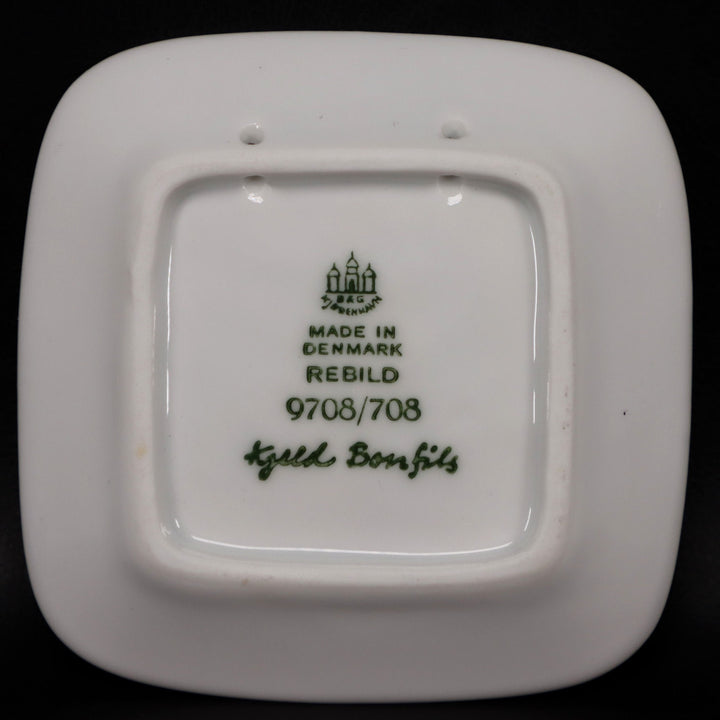 B & G
KJØBENHAVN
MADE IN
DENMARK
REBILD
9708/708
Kjeld Bonfils